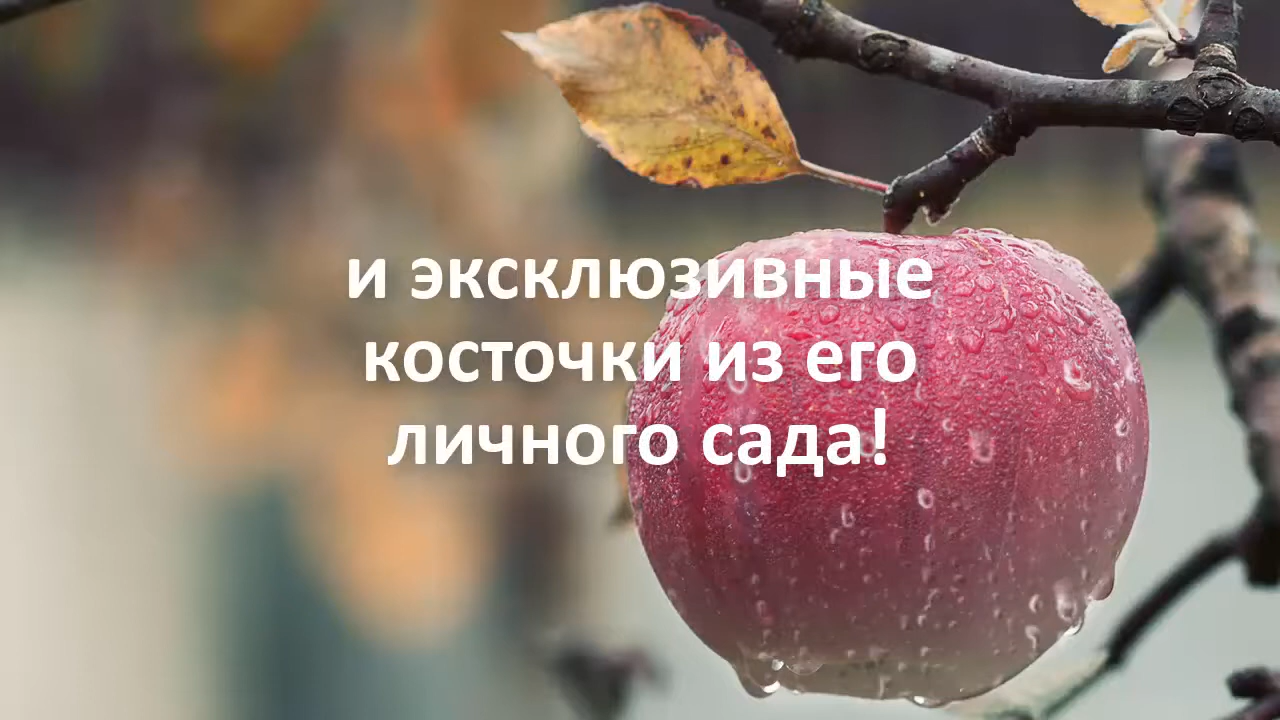 и эксклюзивные
косточки из его
личного сада!